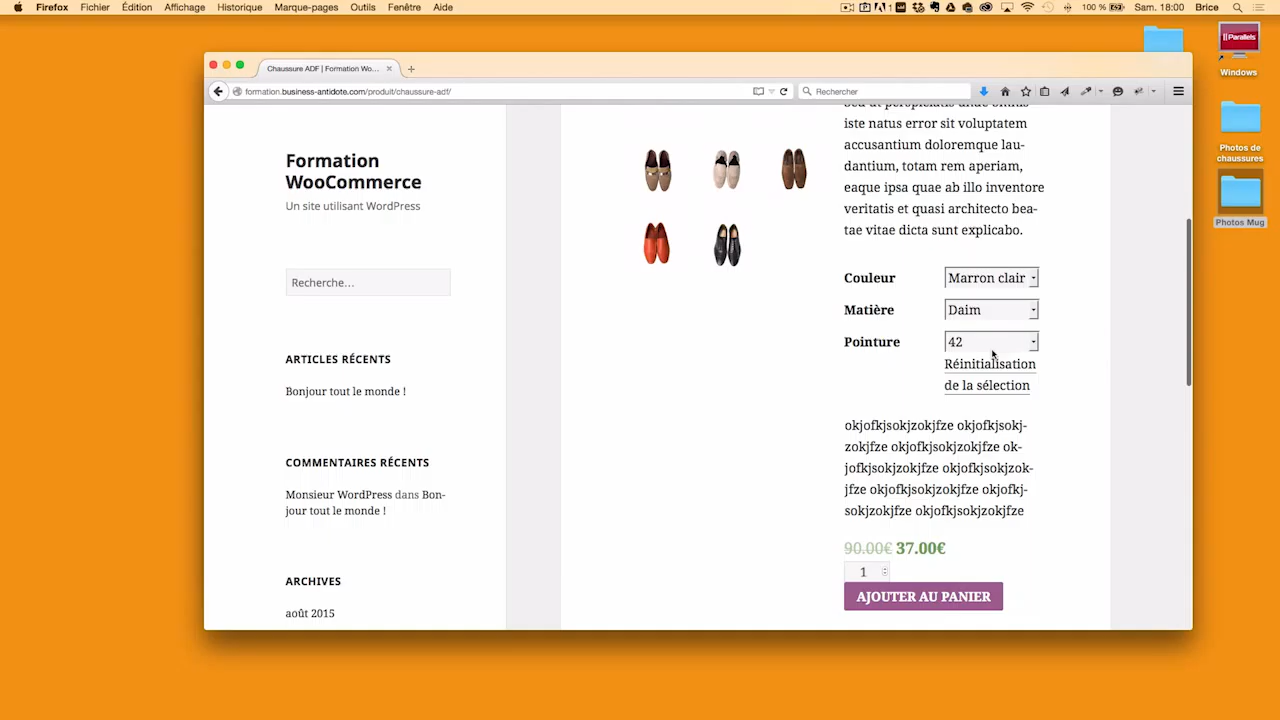 Firefox Fichier Édition Affichage Historique Marque-pages Outils Fenêtre Aide
1 100 % Sam. 18:00 Brice
Chaussure ADF | Formation Wo...
formation.business-antidote.com/produit/chaussure-adf/
Rechercher
Formation
WooCommerce
Un site utilisant WordPress
Recherche…
ARTICLES RÉCENTS
Bonjour tout le monde !
COMMENTAIRES RÉCENTS
Monsieur WordPress dans Bon-
jour tout le monde !
ARCHIVES
août 2015
iste natus error sit voluptatem
accusantium doloremque lau-
dantium, totam rem aperiam,
eaque ipsa quae ab illo inventore
veritatis et quasi architecto bea-
tae vitae dicta sunt explicabo.
Couleur Marron clair
Matière Daim
Pointure 42
Réinitialisation
de la sélection
okjofkjsokjzokjfze okjofkjsokj-
zokjfze okjofkjsokjzokjfze ok-
jofkjsokjzokjfze okjofkjsokjzok-
jfze okjofkjsokjzokjfze okjofkj-
sokjzokjfze okjofkjsokjzokjfze
90.00€ 37.00€
1
AJOUTER AU PANIER
Parallels
Windows
Photos de
chaussures
Photos Mug